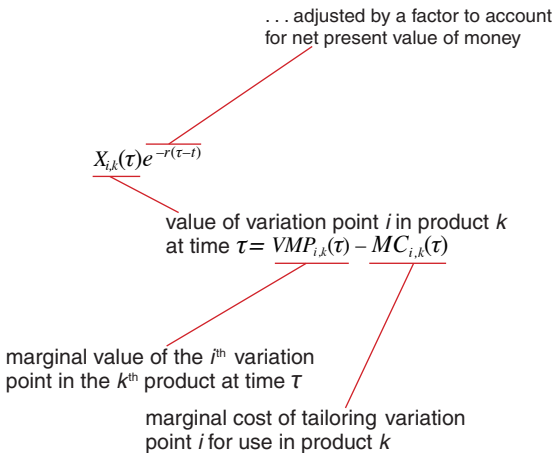 . . . adjusted by a factor to account
for net present value of money
X_{i,k}(τ)e^{−r(τ−t)}
value of variation point i in product k
at time τ = VMP_{i,k}(τ) – MC_{i,k}(τ)
marginal value of the i^{th} variation
point in the k^{th} product at time τ
marginal cost of tailoring variation
point i for use in product k